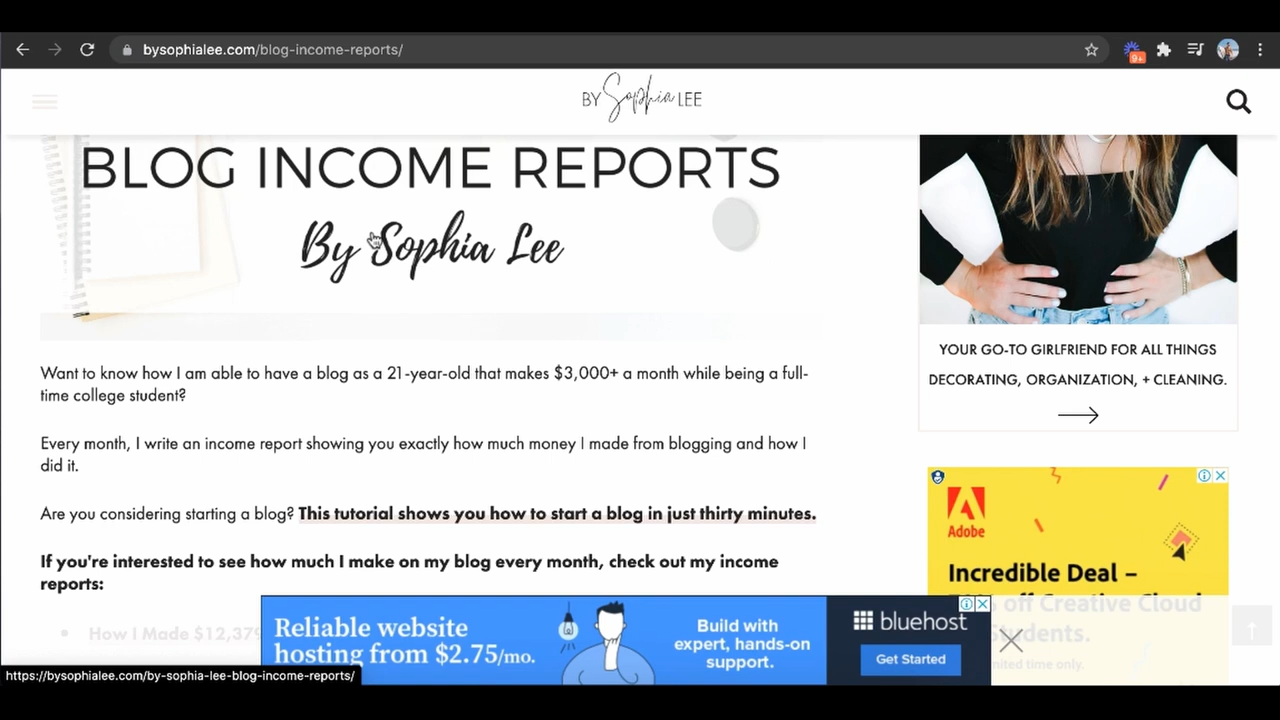 bysophialee.com/blog-income-reports/
9+
BY Sophia LEE
BLOG INCOME REPORTS
By Sophia Lee
Want to know how I am able to have a blog as a 21-year-old that makes $3,000+ a month while being a full-
time college student?
Every month, I write an income report showing you exactly how much money I made from blogging and how I
did it.
Are you considering starting a blog? This tutorial shows you how to start a blog in just thirty minutes.
If you're interested to see how much I make on my blog every month, check out my income
reports:
How I Made $12,379
YOUR GO-TO GIRLFRIEND FOR ALL THINGS
DECORATING, ORGANIZATION, + CLEANING.
Adobe
Incredible Deal –
off Creative Cloud
Students.
time only.
Reliable website
hosting from $2.75/mo.
Build with
expert, hands-on
support.
bluehost
Get Started
https://bysophialee.com/by-sophia-lee-blog-income-reports/